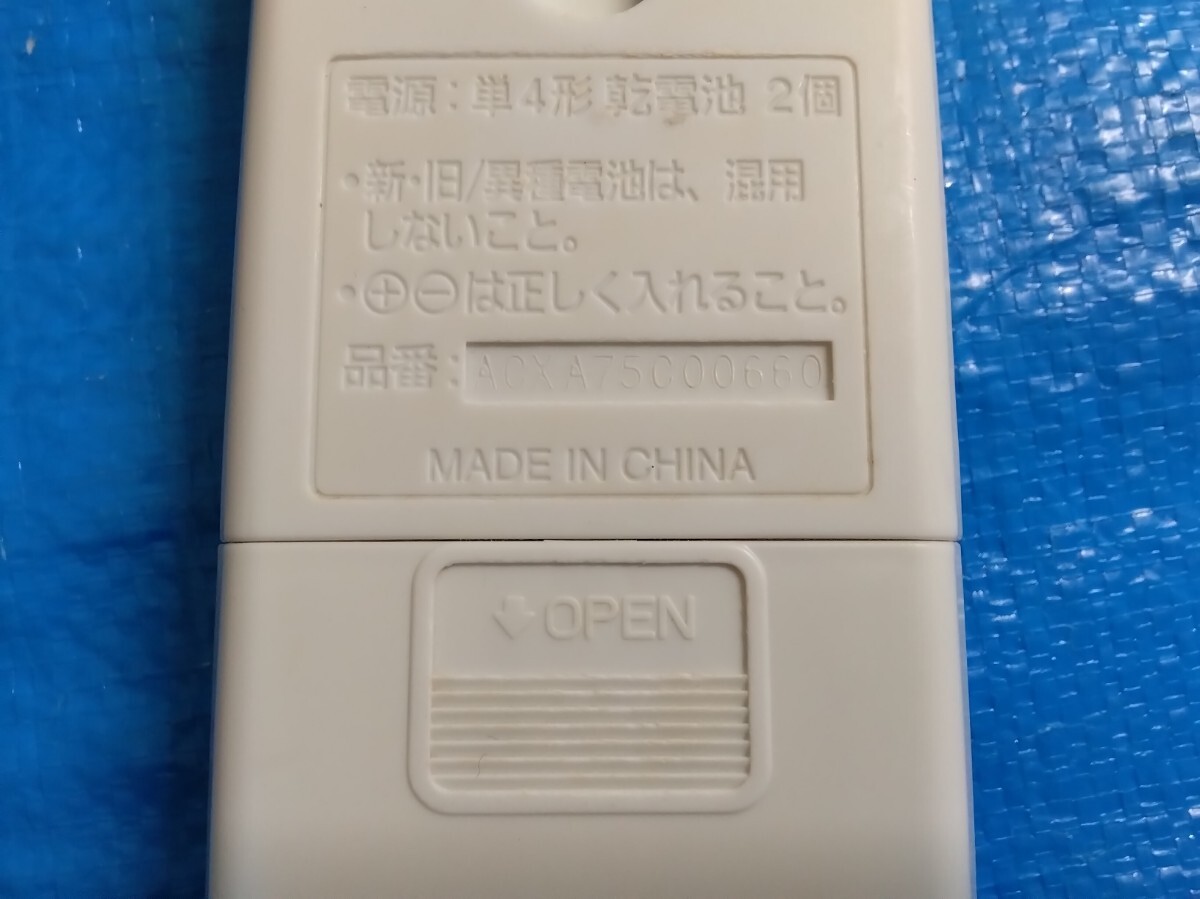 電源：単4形 乾電池 2個
・新・旧/異種電池は、混用
しないこと。
・⊕⊖は正しく入れること。
品番：ACXA75C00660
MADE IN CHINA
OPEN